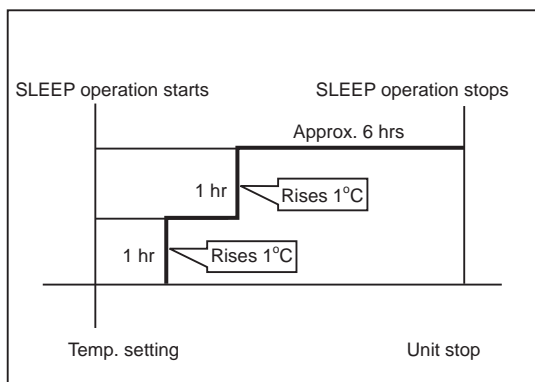 SLEEP operation starts
SLEEP operation stops
Approx. 6 hrs
1 hr
Rises 1°C
1 hr
Rises 1°C
Temp. setting
Unit stop